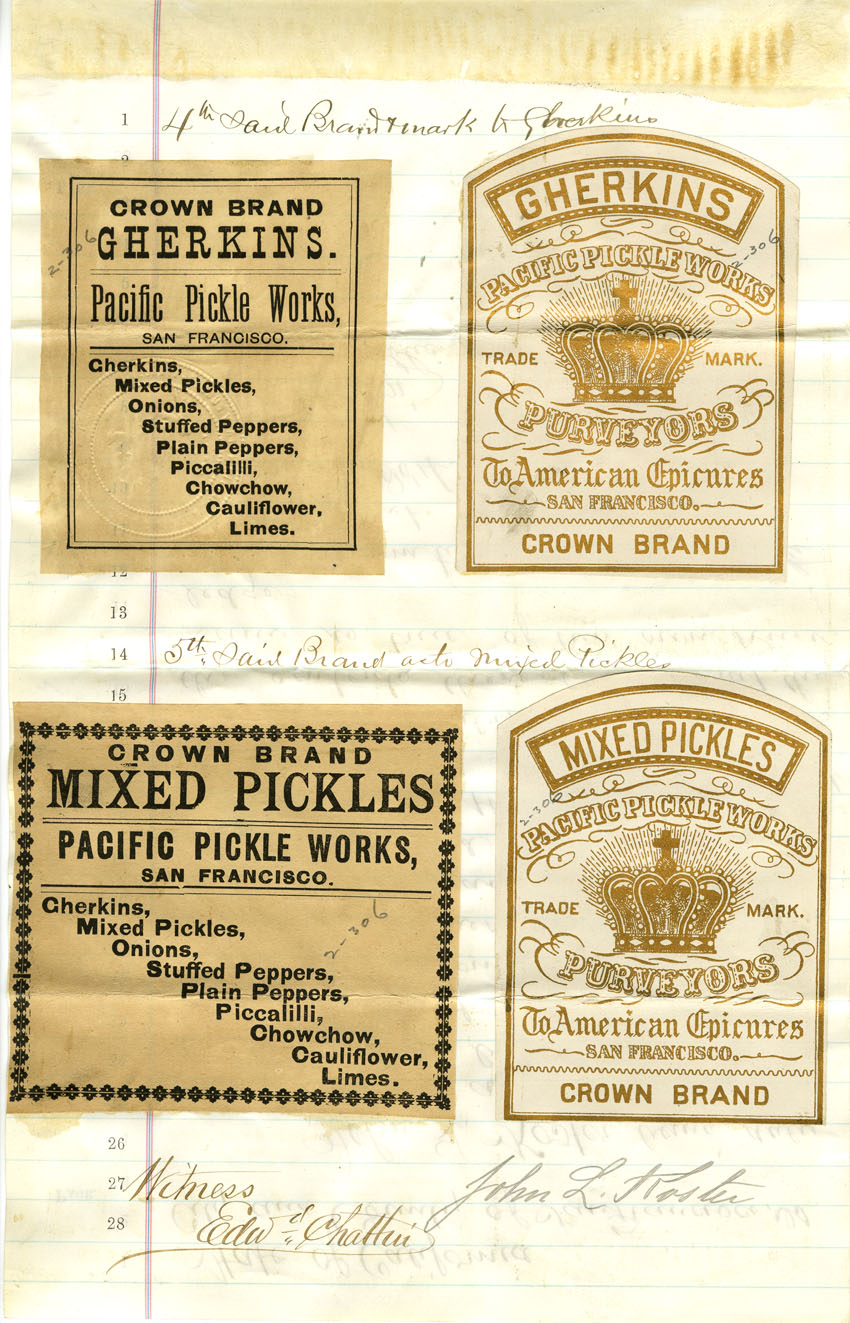 1 4th Said Brand & mark to Gherkins
2
CROWN BRAND
GHERKINS.
2-306
Pacific Pickle Works,
SAN FRANCISCO.
Gherkins,
Mixed Pickles,
Onions,
Stuffed Peppers,
Plain Peppers,
Piccalilli,
Chowchow,
Cauliflower,
Limes.
GHERKINS
PACIFIC PICKLE WORKS
2-306
TRADE MARK.
PURVEYORS
To American Epicures
SAN FRANCISCO.
CROWN BRAND
12
13
14 5th Said Brand as to Mixed Pickles
15
CROWN BRAND
MIXED PICKLES
PACIFIC PICKLE WORKS,
SAN FRANCISCO.
Gherkins,
Mixed Pickles,
Onions,
2-306
Stuffed Peppers,
Plain Peppers,
Piccalilli,
Chowchow,
Cauliflower,
Limes.
MIXED PICKLES
2-306
PACIFIC PICKLE WORKS
TRADE MARK.
PURVEYORS
To American Epicures
SAN FRANCISCO.
CROWN BRAND
26
27 Witness John L. Koster
28 Edwd. Chattin